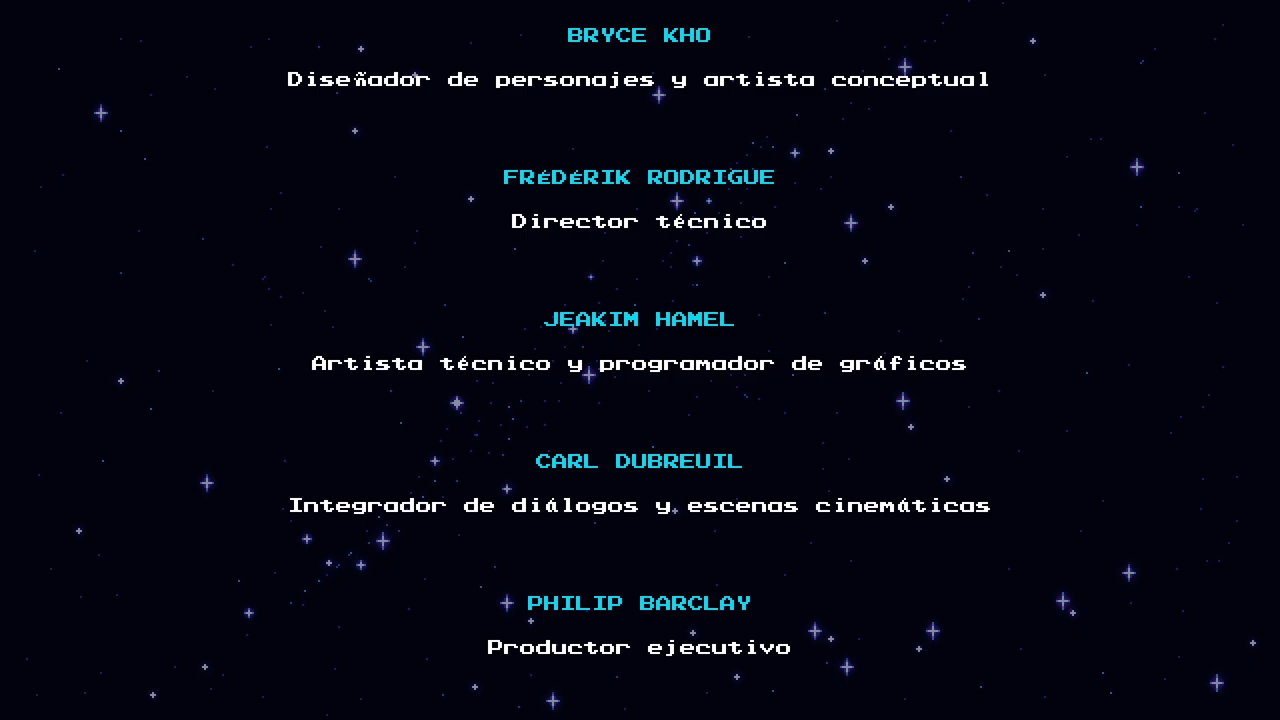 BRYCE KHO
Diseñador de personajes y artista conceptual
FRéDéRIK RODRIGUE
Director técnico
JEAKIM HAMEL
Artista técnico y programador de gráficos
CARL DUBREUIL
Integrador de diálogos y escenas cinemáticas
PHILIP BARCLAY
Productor ejecutivo